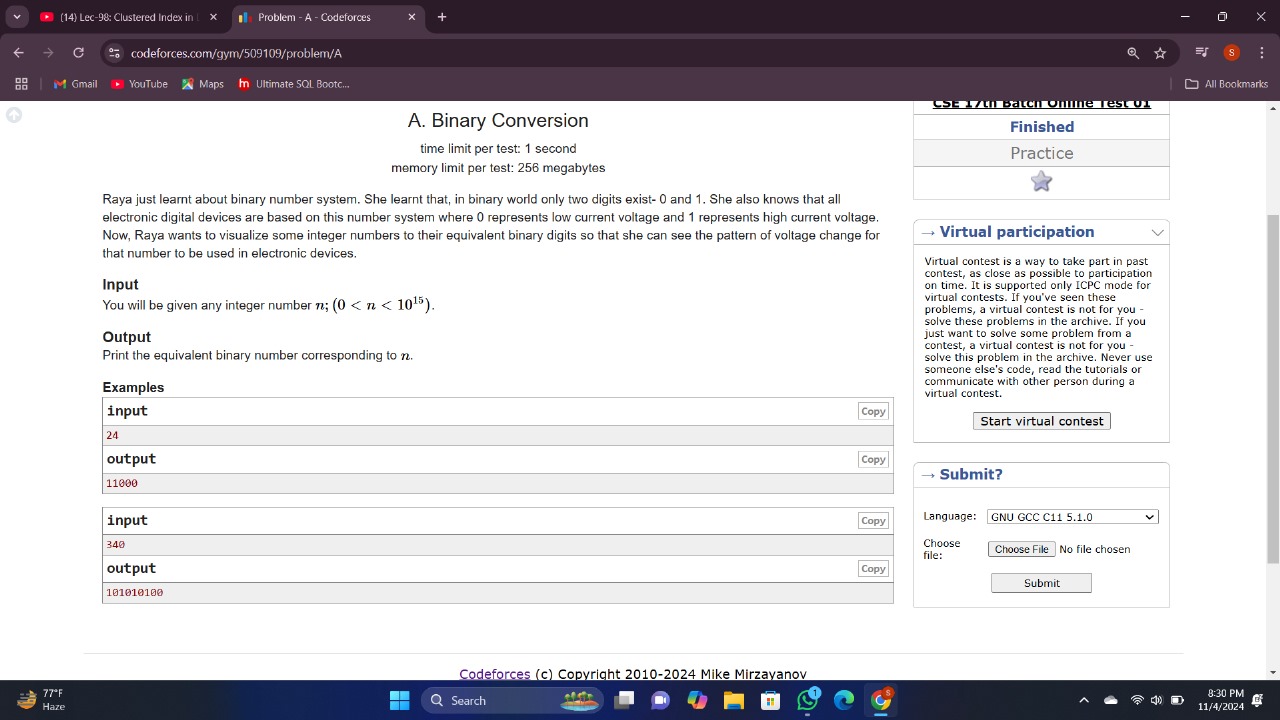 (14) Lec-98: Clustered Index in
Problem - A - Codeforces
codeforces.com/gym/509109/problem/A
S
Gmail
YouTube
Maps
Ultimate SQL Bootc...
All Bookmarks
A. Binary Conversion
time limit per test: 1 second
memory limit per test: 256 megabytes
Raya just learnt about binary number system. She learnt that, in binary world only two digits exist- 0 and 1. She also knows that all
electronic digital devices are based on this number system where 0 represents low current voltage and 1 represents high current voltage.
Now, Raya wants to visualize some integer numbers to their equivalent binary digits so that she can see the pattern of voltage change for
that number to be used in electronic devices.
Input
You will be given any integer number n; (0 < n < 10^15).
Output
Print the equivalent binary number corresponding to n.
Examples
input
Copy
24
output
Copy
11000
input
Copy
340
output
Copy
101010100
CSE 17th Batch Online Test 01
Finished
Practice
→ Virtual participation
Virtual contest is a way to take part in past
contest, as close as possible to participation
on time. It is supported only ICPC mode for
virtual contests. If you've seen these
problems, a virtual contest is not for you -
solve these problems in the archive. If you
just want to solve some problem from a
contest, a virtual contest is not for you -
solve this problem in the archive. Never use
someone else's code, read the tutorials or
communicate with other person during a
virtual contest.
Start virtual contest
→ Submit?
Language:
GNU GCC C11 5.1.0
Choose
file:
Choose File No file chosen
Submit
Codeforces (c) Copyright 2010-2024 Mike Mirzayanov
77°F
Haze
Search
1
S
8:30 PM
11/4/2024